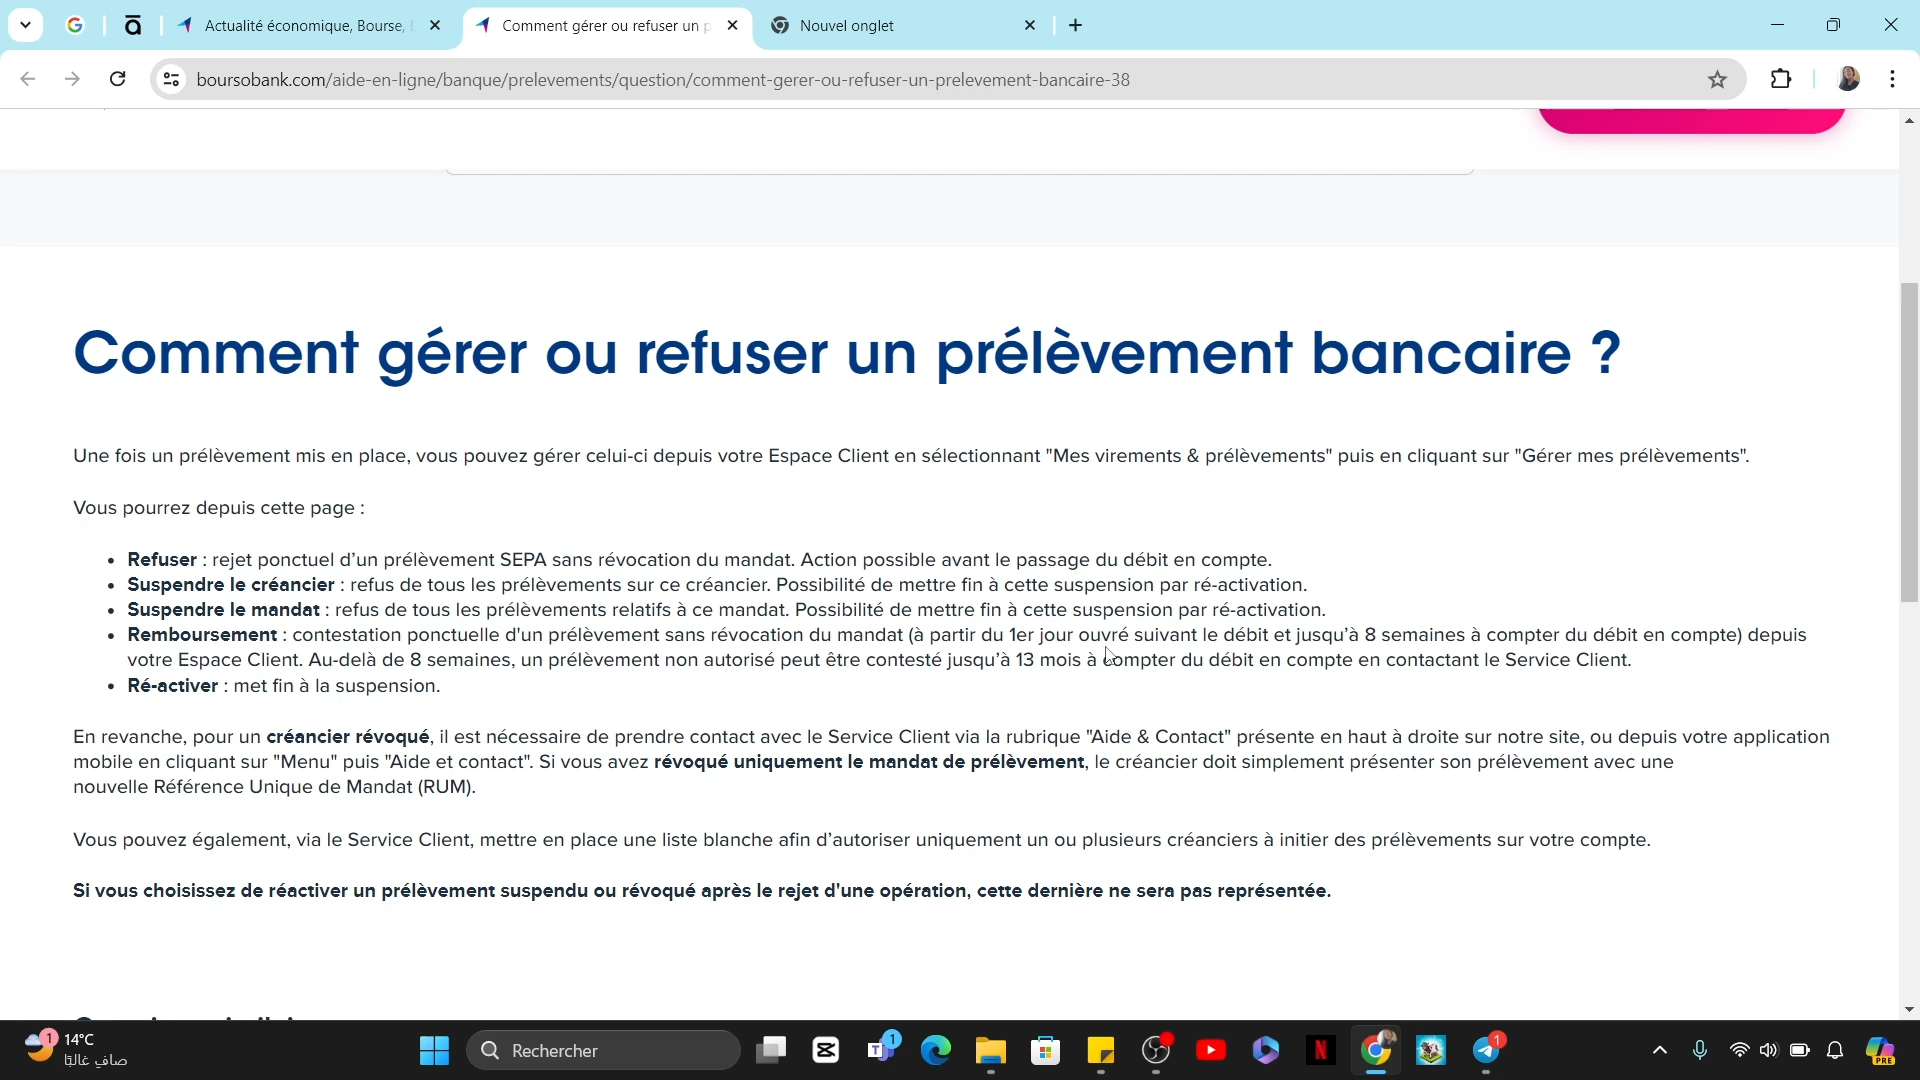 Actualité économique, Bourse,
Comment gérer ou refuser un p
Nouvel onglet
boursobank.com/aide-en-ligne/banque/prelevements/question/comment-gerer-ou-refuser-un-prelevement-bancaire-38
Comment gérer ou refuser un prélèvement bancaire ?
Une fois un prélèvement mis en place, vous pouvez gérer celui-ci depuis votre Espace Client en sélectionnant "Mes virements & prélèvements" puis en cliquant sur "Gérer mes prélèvements".
Vous pourrez depuis cette page :
• Refuser : rejet ponctuel d’un prélèvement SEPA sans révocation du mandat. Action possible avant le passage du débit en compte.
• Suspendre le créancier : refus de tous les prélèvements sur ce créancier. Possibilité de mettre fin à cette suspension par ré-activation.
• Suspendre le mandat : refus de tous les prélèvements relatifs à ce mandat. Possibilité de mettre fin à cette suspension par ré-activation.
• Remboursement : contestation ponctuelle d'un prélèvement sans révocation du mandat (à partir du 1er jour ouvré suivant le débit et jusqu’à 8 semaines à compter du débit en compte) depuis
votre Espace Client. Au-delà de 8 semaines, un prélèvement non autorisé peut être contesté jusqu’à 13 mois à compter du débit en compte en contactant le Service Client.
• Ré-activer : met fin à la suspension.
En revanche, pour un créancier révoqué, il est nécessaire de prendre contact avec le Service Client via la rubrique "Aide & Contact" présente en haut à droite sur notre site, ou depuis votre application
mobile en cliquant sur "Menu" puis "Aide et contact". Si vous avez révoqué uniquement le mandat de prélèvement, le créancier doit simplement présenter son prélèvement avec une
nouvelle Référence Unique de Mandat (RUM).
Vous pouvez également, via le Service Client, mettre en place une liste blanche afin d’autoriser uniquement un ou plusieurs créanciers à initier des prélèvements sur votre compte.
Si vous choisissez de réactiver un prélèvement suspendu ou révoqué après le rejet d'une opération, cette dernière ne sera pas représentée.
1
14°C
صافٍ غالبًا
Rechercher
1
1
PRE